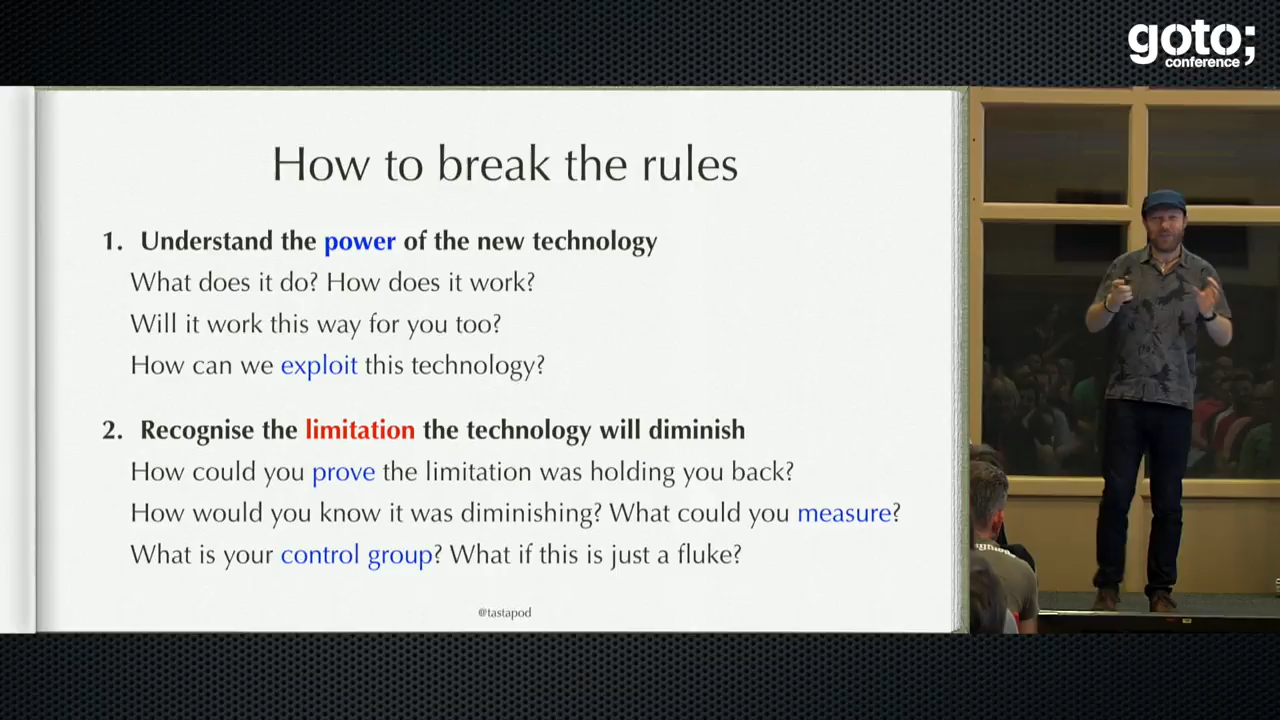 goto;
conference
How to break the rules
1. Understand the power of the new technology
What does it do? How does it work?
Will it work this way for you too?
How can we exploit this technology?
2. Recognise the limitation the technology will diminish
How could you prove the limitation was holding you back?
How would you know it was diminishing? What could you measure?
What is your control group? What if this is just a fluke?
@tastapod